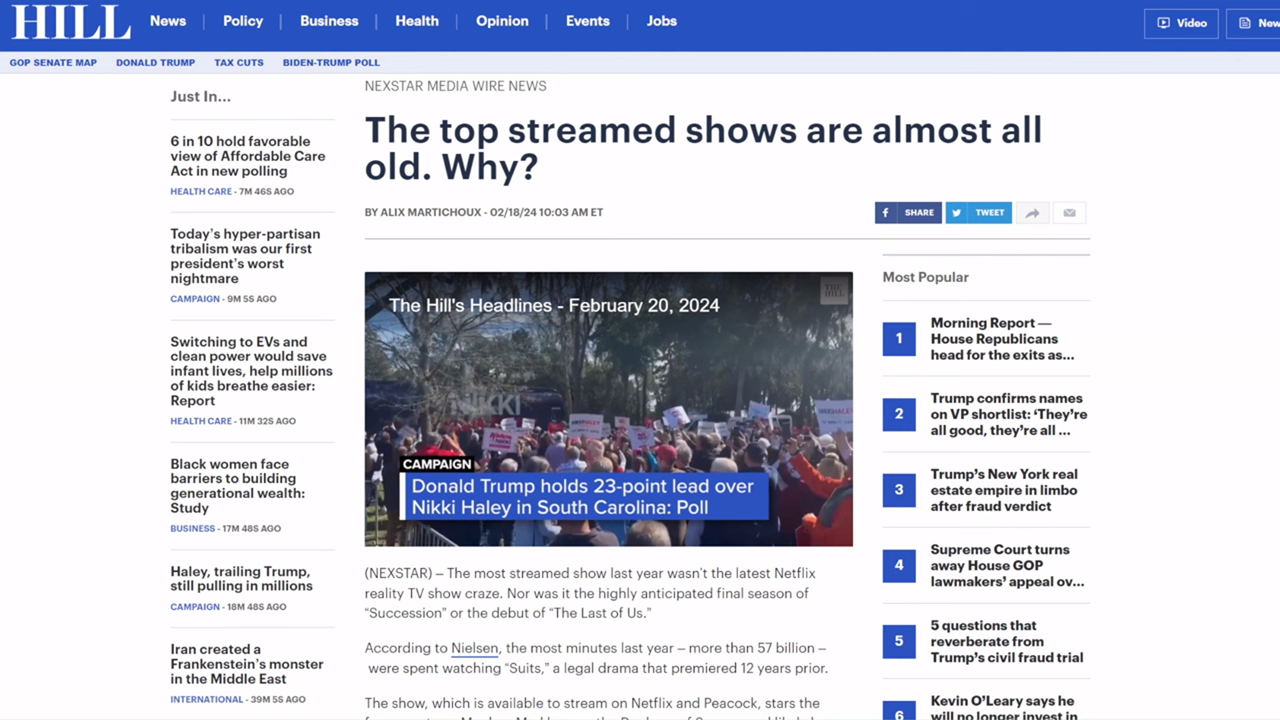 HILL
News
Policy
Business
Health
Opinion
Events
Jobs
Video
New
GOP SENATE MAP
DONALD TRUMP
TAX CUTS
BIDEN-TRUMP POLL
Just In...
6 in 10 hold favorable
view of Affordable Care
Act in new polling
HEALTH CARE - 7M 46S AGO
Today's hyper-partisan
tribalism was our first
president's worst
nightmare
CAMPAIGN - 9M 5S AGO
Switching to EVs and
clean power would save
infant lives, help millions
of kids breathe easier:
Report
HEALTH CARE - 11M 32S AGO
Black women face
barriers to building
generational wealth:
Study
BUSINESS - 17M 48S AGO
Haley, trailing Trump,
still pulling in millions
CAMPAIGN - 18M 48S AGO
Iran created a
Frankenstein's monster
in the Middle East
INTERNATIONAL - 39M 5S AGO
NEXSTAR MEDIA WIRE NEWS
The top streamed shows are almost all
old. Why?
BY ALIX MARTICHOUX - 02/18/24 10:03 AM ET
SHARE
TWEET
The Hill's Headlines - February 20, 2024
THE
HILL
NIKKI
CAMPAIGN
Donald Trump holds 23-point lead over
Nikki Haley in South Carolina: Poll
(NEXSTAR) – The most streamed show last year wasn't the latest Netflix
reality TV show craze. Nor was it the highly anticipated final season of
"Succession" or the debut of "The Last of Us."
According to Nielsen, the most minutes last year – more than 57 billion –
were spent watching "Suits," a legal drama that premiered 12 years prior.
The show, which is available to stream on Netflix and Peacock, stars the
Most Popular
1
Morning Report —
House Republicans
head for the exits as...
2
Trump confirms names
on VP shortlist: 'They're
all good, they're all ...
3
Trump's New York real
estate empire in limbo
after fraud verdict
4
Supreme Court turns
away House GOP
lawmakers' appeal ov...
5
5 questions that
reverberate from
Trump's civil fraud trial
6
Kevin O'Leary says he
will no longer invest in